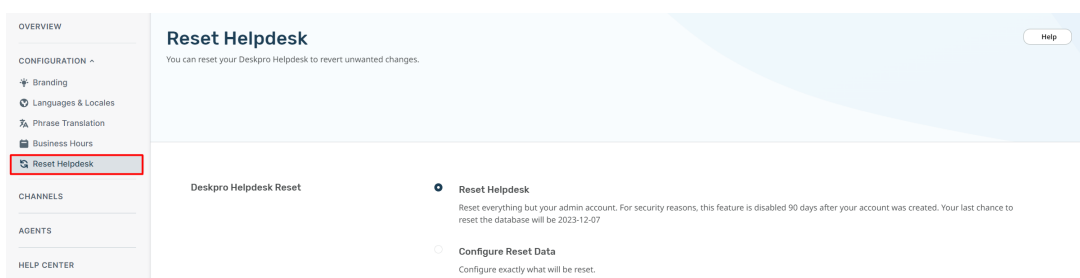 OVERVIEW
CONFIGURATION
Branding
Languages & Locales
Phrase Translation
Business Hours
Reset Helpdesk
CHANNELS
AGENTS
HELP CENTER
Reset Helpdesk
Help
You can reset your Deskpro Helpdesk to revert unwanted changes.
Deskpro Helpdesk Reset
Reset Helpdesk
Reset everything but your admin account. For security reasons, this feature is disabled 90 days after your account was created. Your last chance to
reset the database will be 2023-12-07
Configure Reset Data
Configure exactly what will be reset.